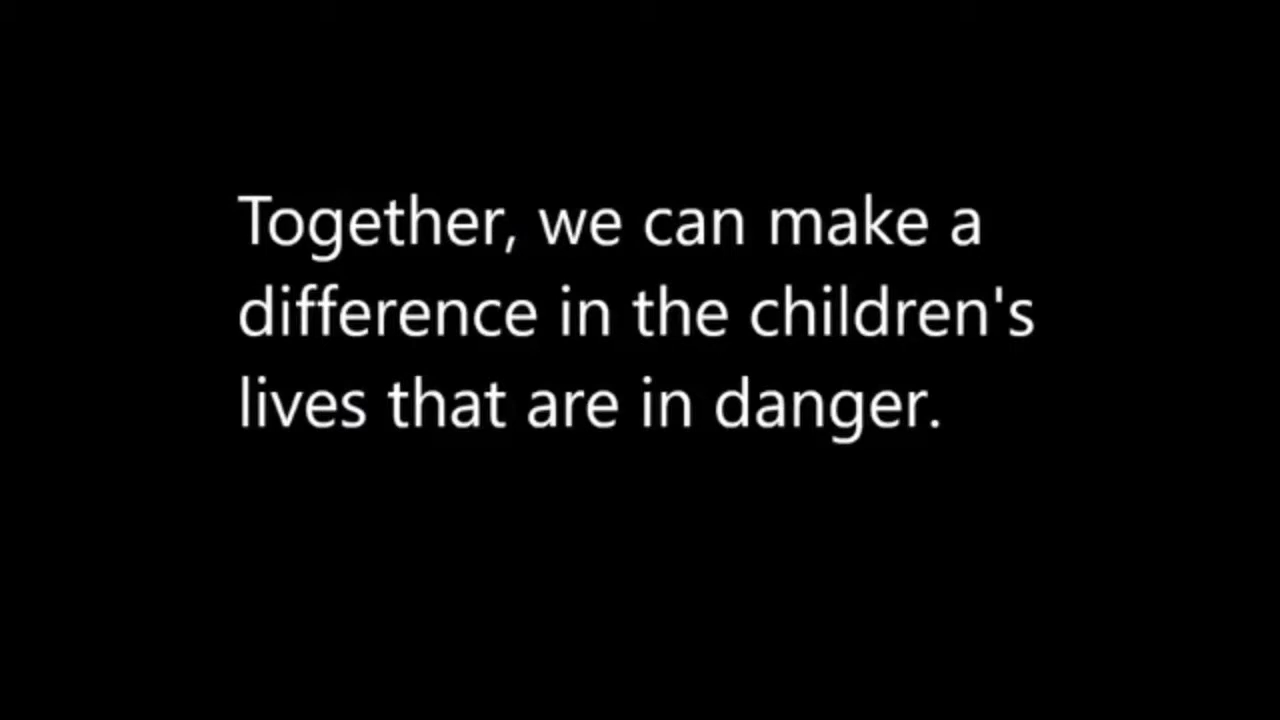 Together, we can make a
difference in the children's
lives that are in danger.